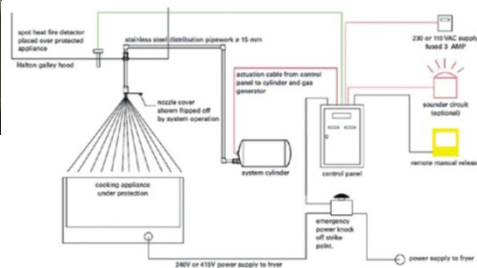 spot heat fire detector
placed over protected
appliance
Halton galley hood
stainless steel distribution pipework ø 15 mm
nozzle cover
shown flipped off
by system operation
actuation cable from control
panel to cylinder and gas
generator
230 or 110 VAC supply
fused 3 AMP
sounder circuit
(optional)
remote manual release
system cylinder
control panel
cooking appliance
under protection
emergency
power knock
off strike
point.
240V or 415V power supply to fryer
power supply to fryer